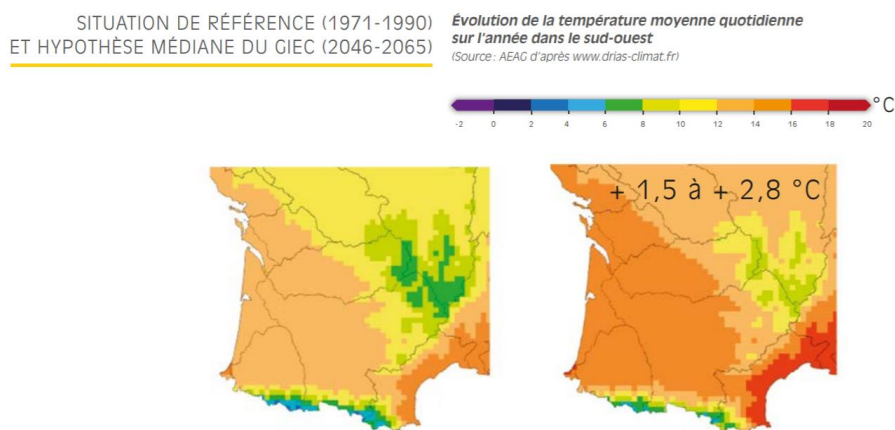 SITUATION DE RÉFÉRENCE (1971-1990)
ET HYPOTHÈSE MÉDIANE DU GIEC (2046-2065)
Évolution de la température moyenne quotidienne
sur l'année dans le sud-ouest
(Source : AEAG d'après www.drias-climat.fr)
°C
-2 0 2 4 6 8 10 12 14 16 18 20
+ 1,5 à + 2,8 °C